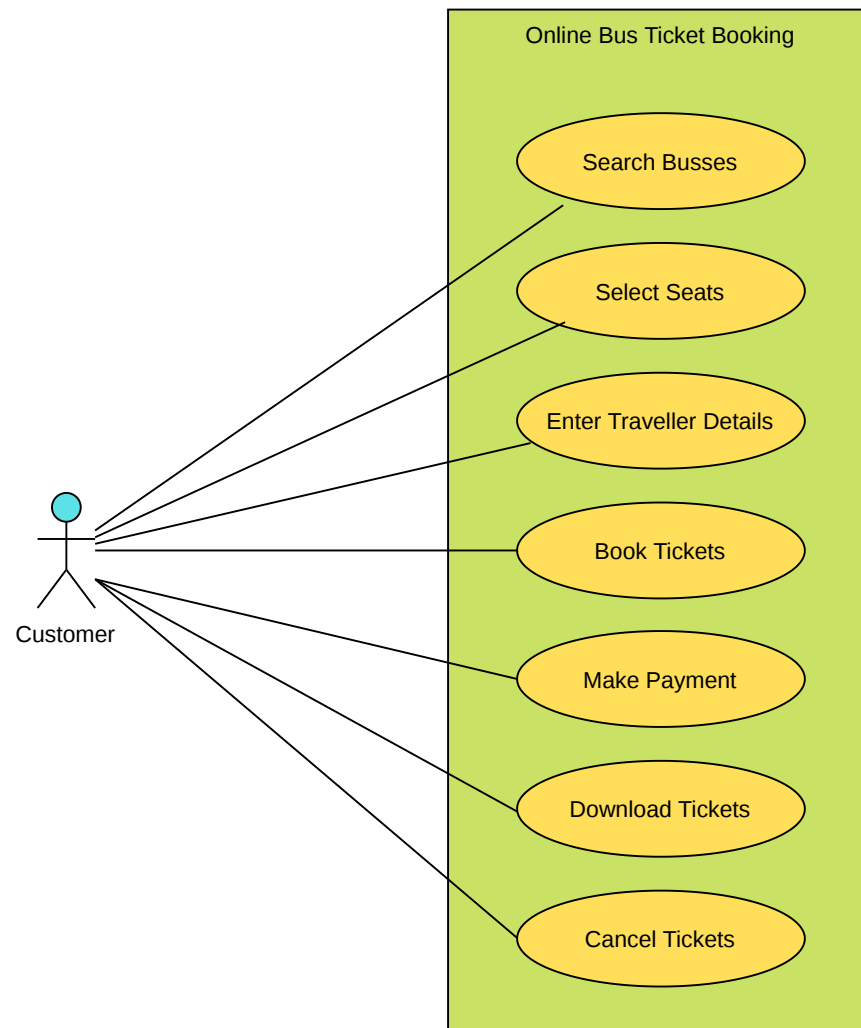 Online Bus Ticket Booking
Search Busses
Select Seats
Enter Traveller Details
Book Tickets
Customer
Make Payment
Download Tickets
Cancel Tickets